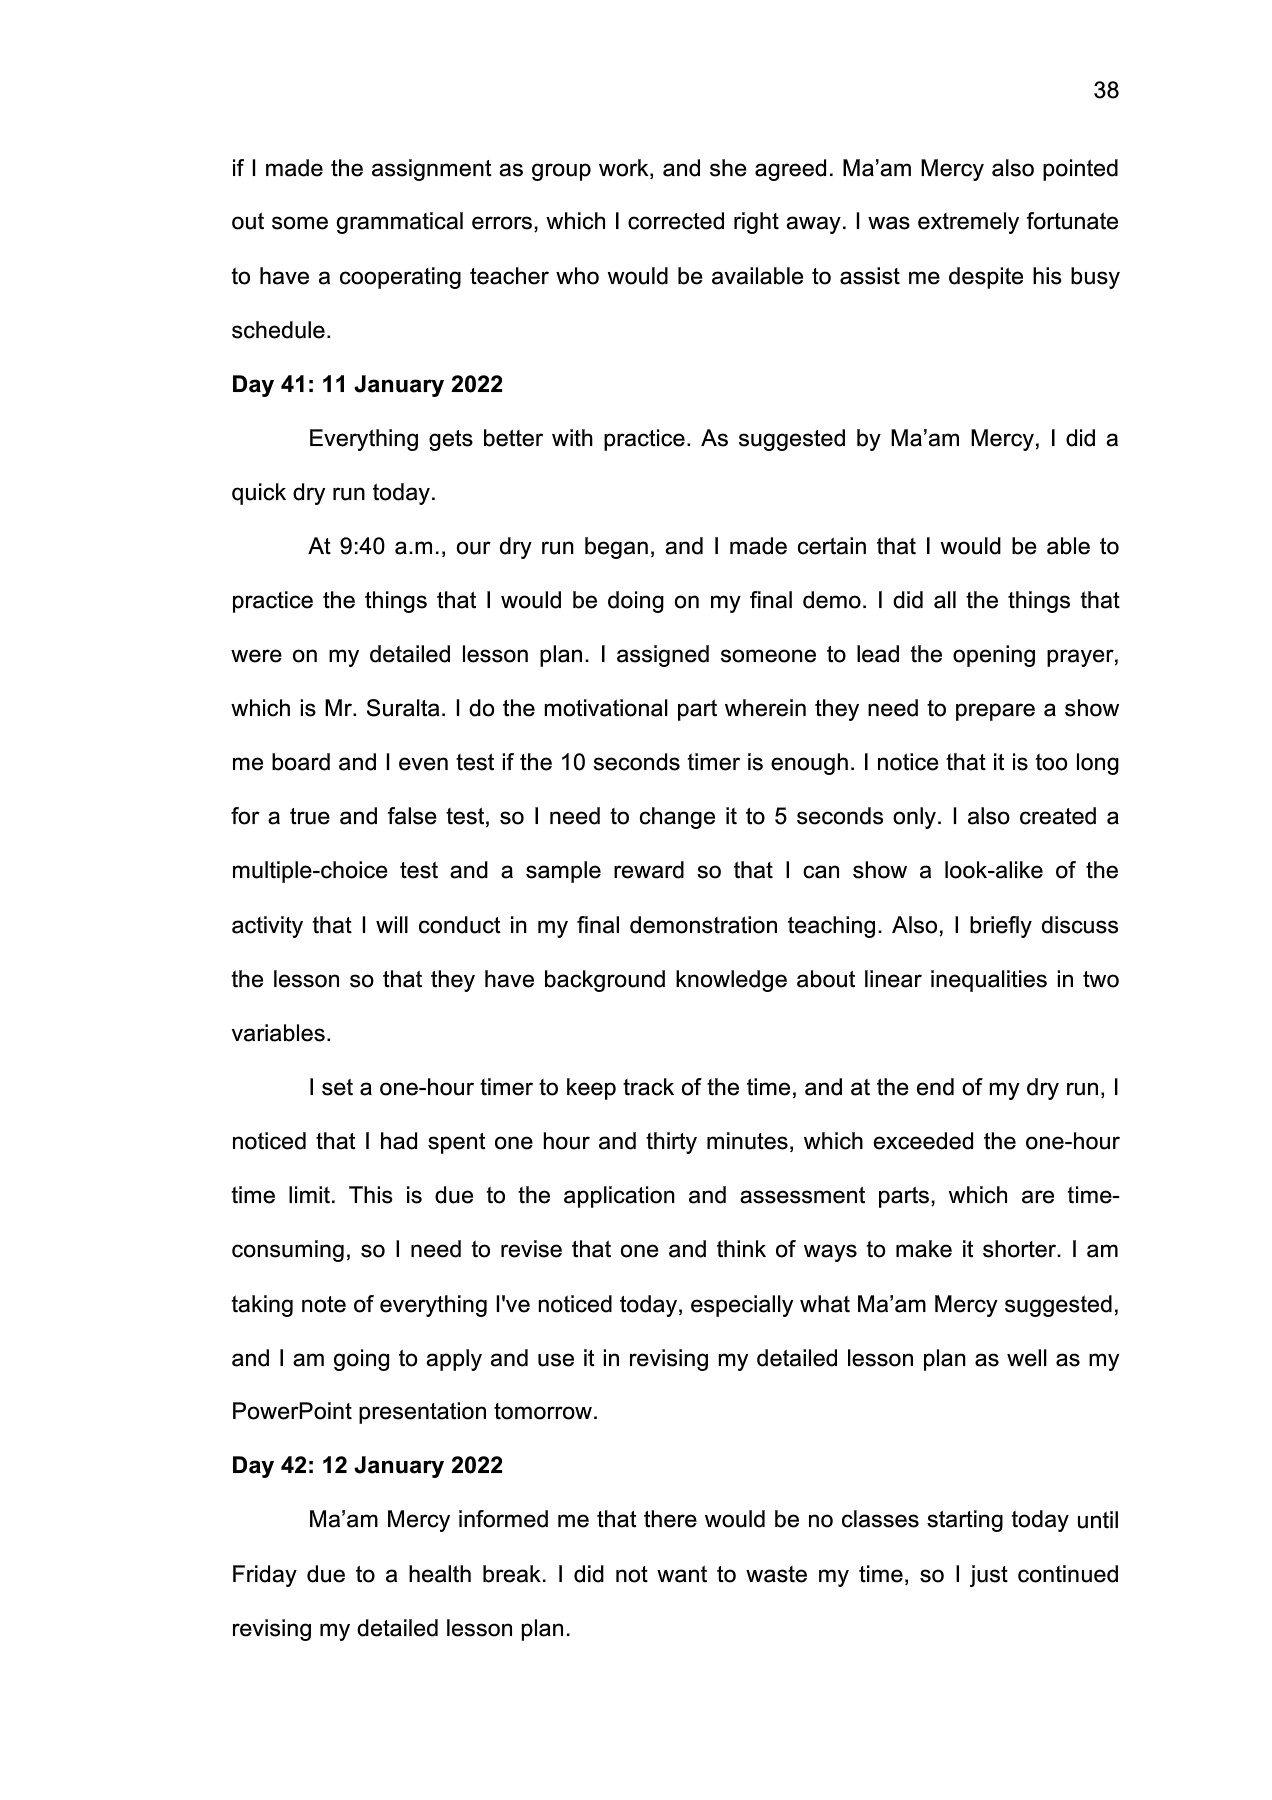 38
if I made the assignment as group work, and she agreed. Ma’am Mercy also pointed
out some grammatical errors, which I corrected right away. I was extremely fortunate
to have a cooperating teacher who would be available to assist me despite his busy
schedule.
Day 41: 11 January 2022
Everything gets better with practice. As suggested by Ma’am Mercy, I did a
quick dry run today.
At 9:40 a.m., our dry run began, and I made certain that I would be able to
practice the things that I would be doing on my final demo. I did all the things that
were on my detailed lesson plan. I assigned someone to lead the opening prayer,
which is Mr. Suralta. I do the motivational part wherein they need to prepare a show
me board and I even test if the 10 seconds timer is enough. I notice that it is too long
for a true and false test, so I need to change it to 5 seconds only. I also created a
multiple-choice test and a sample reward so that I can show a look-alike of the
activity that I will conduct in my final demonstration teaching. Also, I briefly discuss
the lesson so that they have background knowledge about linear inequalities in two
variables.
I set a one-hour timer to keep track of the time, and at the end of my dry run, I
noticed that I had spent one hour and thirty minutes, which exceeded the one-hour
time limit. This is due to the application and assessment parts, which are time-
consuming, so I need to revise that one and think of ways to make it shorter. I am
taking note of everything I've noticed today, especially what Ma’am Mercy suggested,
and I am going to apply and use it in revising my detailed lesson plan as well as my
PowerPoint presentation tomorrow.
Day 42: 12 January 2022
Ma’am Mercy informed me that there would be no classes starting today until
Friday due to a health break. I did not want to waste my time, so I just continued
revising my detailed lesson plan.